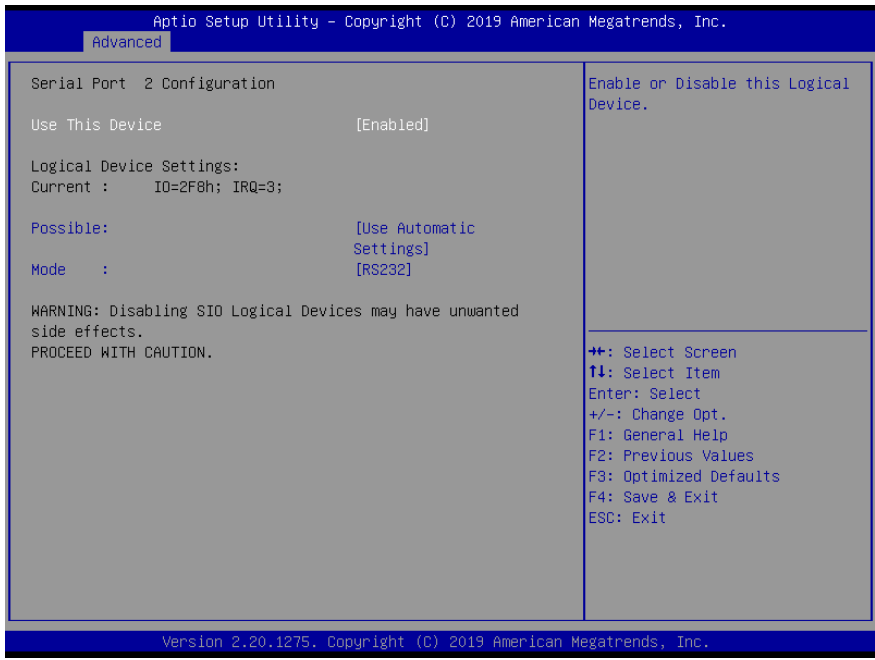 Aptio Setup Utility – Copyright (C) 2019 American Megatrends, Inc.
Advanced
Serial Port 2 Configuration
Use This Device [Enabled]
Logical Device Settings:
Current : IO=2F8h; IRQ=3;
Possible: [Use Automatic
Settings]
Mode : [RS232]
WARNING: Disabling SIO Logical Devices may have unwanted
side effects.
PROCEED WITH CAUTION.
Enable or Disable this Logical
Device.
→←: Select Screen
↑↓: Select Item
Enter: Select
+/-: Change Opt.
F1: General Help
F2: Previous Values
F3: Optimized Defaults
F4: Save & Exit
ESC: Exit
Version 2.20.1275. Copyright (C) 2019 American Megatrends, Inc.